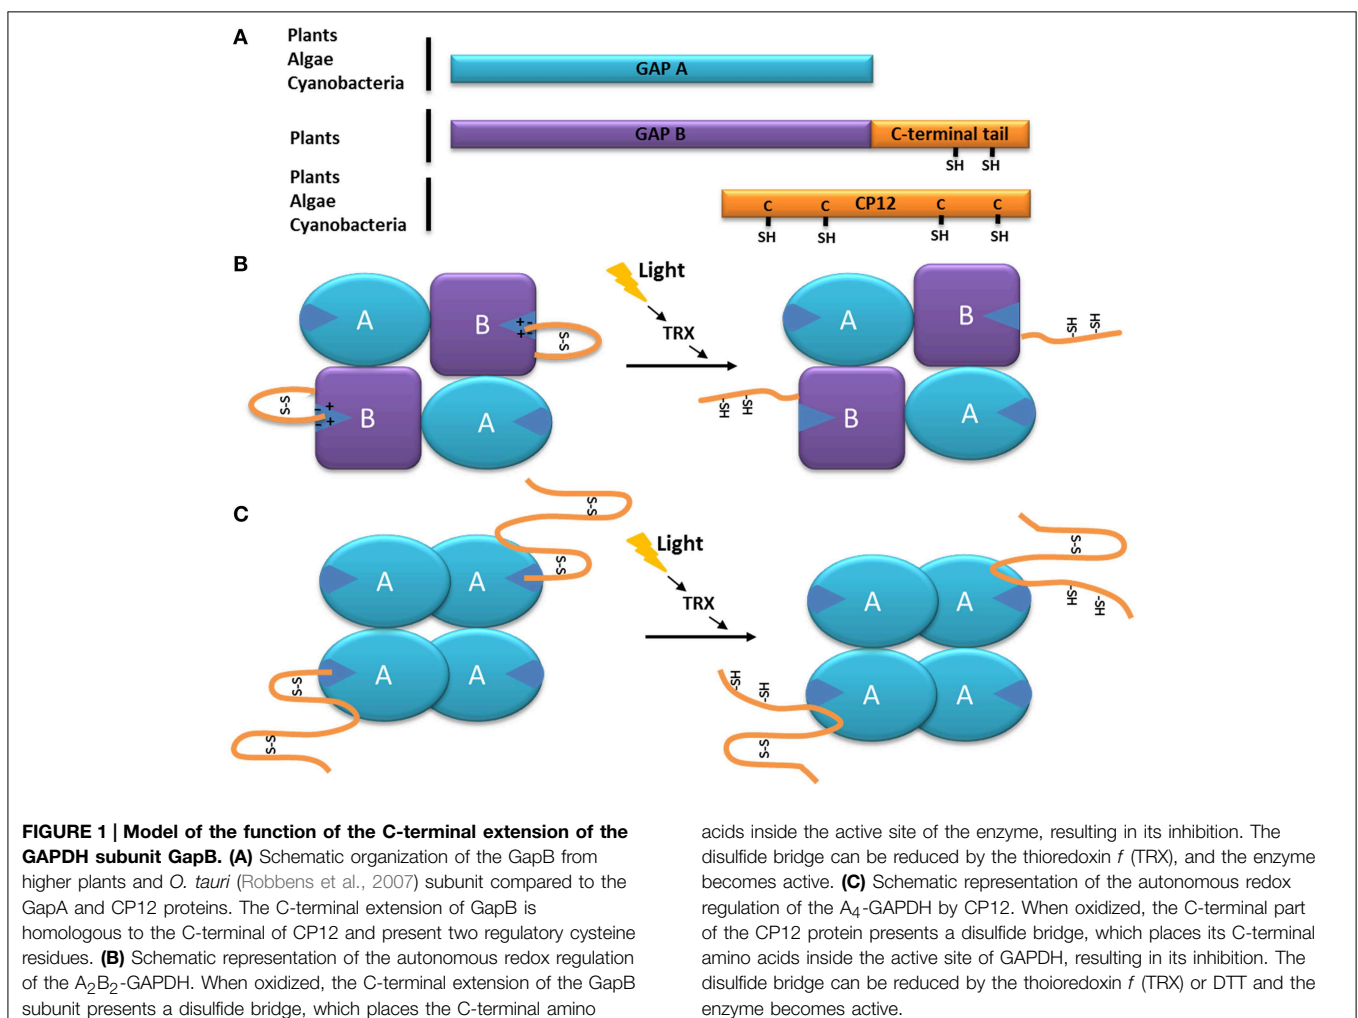 A
Plants
Algae
Cyanobacteria
GAP A
Plants
GAP B
C-terminal tail
SH
SH
Plants
Algae
Cyanobacteria
C
C
CP12
C
C
SH
SH
SH
SH
B
A
B
+-
+-
S-S
B
- +
- +
S-S
A
Light
TRX
A
B
-SH
-SH
B
-SH
-SH
A
C
A
A
S-S
S-S
A
A
S-S
S-S
Light
TRX
A
A
S-S
-SH
-SH
A
A
-SH
-SH
S-S
FIGURE 1 | Model of the function of the C-terminal extension of the
GAPDH subunit GapB. (A) Schematic organization of the GapB from
higher plants and O. tauri (Robbens et al., 2007) subunit compared to the
GapA and CP12 proteins. The C-terminal extension of GapB is
homologous to the C-terminal of CP12 and present two regulatory cysteine
residues. (B) Schematic representation of the autonomous redox regulation
of the A2B2-GAPDH. When oxidized, the C-terminal extension of the GapB
subunit presents a disulfide bridge, which places the C-terminal amino
acids inside the active site of the enzyme, resulting in its inhibition. The
disulfide bridge can be reduced by the thioredoxin f (TRX), and the enzyme
becomes active. (C) Schematic representation of the autonomous redox
regulation of the A4-GAPDH by CP12. When oxidized, the C-terminal part
of the CP12 protein presents a disulfide bridge, which places its C-terminal
amino acids inside the active site of GAPDH, resulting in its inhibition. The
disulfide bridge can be reduced by the thoioredoxin f (TRX) or DTT and the
enzyme becomes active.